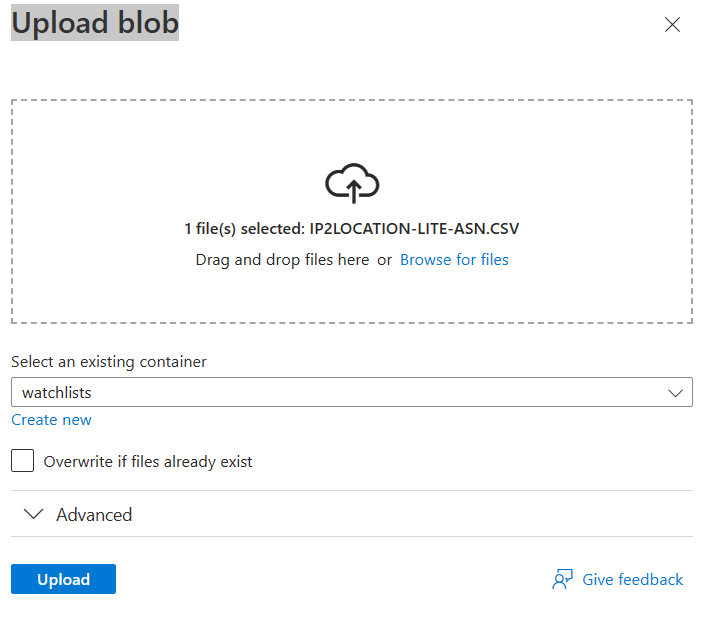 Upload blob
1 file(s) selected: IP2LOCATION-LITE-ASN.CSV
Drag and drop files here or Browse for files
Select an existing container
watchlists
Create new
Overwrite if files already exist
Advanced
Upload
Give feedback